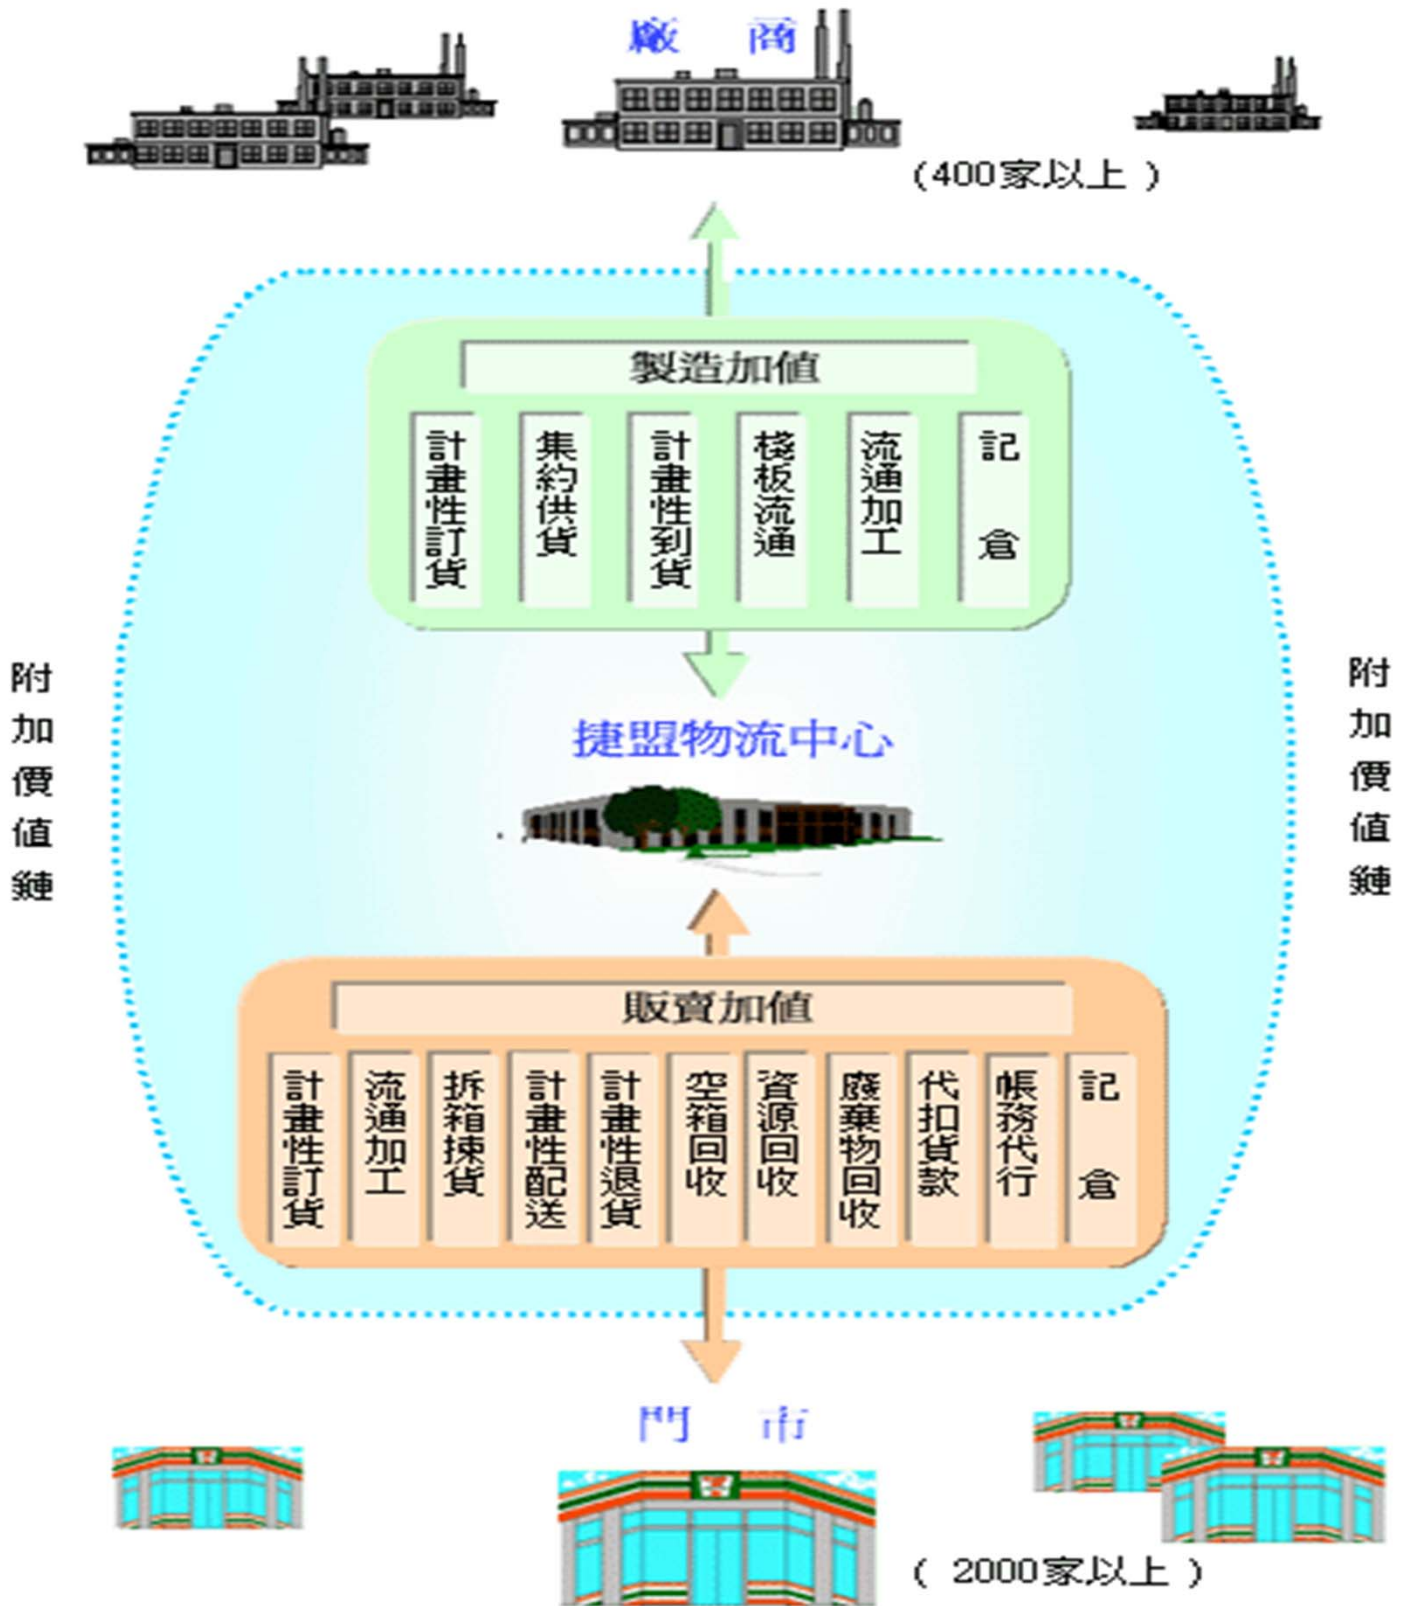 廠 商
(400家以上 )
製造加值
計畫性訂貨
集約供貨
計畫性到貨
棧板流通
流通加工
記 倉
附加價值鏈
附加價值鏈
捷盟物流中心
販賣加值
計畫性訂貨
流通加工
拆箱揀貨
計畫性配送
計畫性退貨
空箱回收
資源回收
廢棄物回收
代扣貨款
帳務代行
記 倉
門 市
( 2000家以上 )